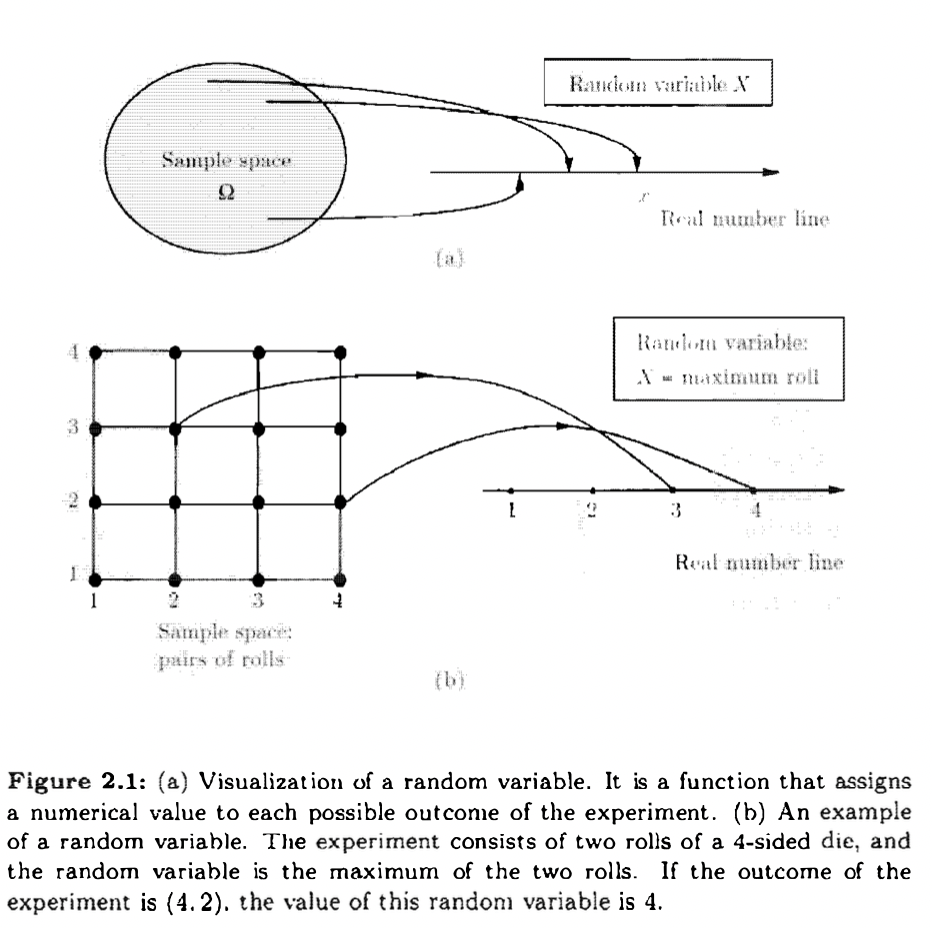 Random variable X
Sample space
Ω
x
Real number line
(a)
Random variable:
X = maximum roll
4
3
2
1
1 2 3 4
1 2 3 4
Real number line
Sample space:
pairs of rolls
(b)
Figure 2.1: (a) Visualization of a random variable. It is a function that assigns
a numerical value to each possible outcome of the experiment. (b) An example
of a random variable. The experiment consists of two rolls of a 4-sided die, and
the random variable is the maximum of the two rolls. If the outcome of the
experiment is (4. 2). the value of this random variable is 4.